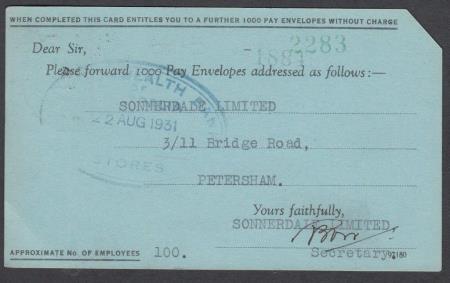 WHEN COMPLETED THIS CARD ENTITLES YOU TO A FURTHER 1000 PAY ENVELOPES WITHOUT CHARGE
Dear Sir,
2283
1884
Please forward 1000 Pay Envelopes addressed as follows:—
SONNERDALE LIMITED
22 AUG 1931
3/11 Bridge Road,
STORES
PETERSHAM.
Yours faithfully,
SONNERDALE LIMITED
APPROXIMATE No. OF EMPLOYEES 100.
Secretary.